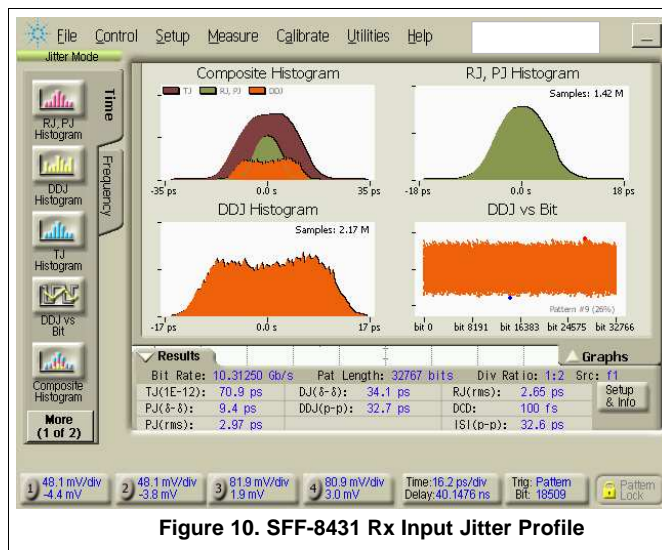 File Control Setup Measure Calibrate Utilities Help
Jitter Mode
RJ, PJ
Histogram
DDJ
Histogram
TJ
Histogram
DDJ vs
Bit
Composite
Histogram
More
(1 of 2)
Time
Frequency
Composite Histogram
TJ RJ, PJ DDJ
-35 ps 0.0 s 35 ps
RJ, PJ Histogram
Samples: 1.42 M
-18 ps 0.0 s 18 ps
DDJ Histogram
Samples: 2.17 M
-17 ps 0.0 s 17 ps
DDJ vs Bit
Pattern #9 (26%)
bit 0 bit 8191 bit 16383 bit 24575 bit 32766
Results Graphs
Bit Rate: 10.31250 Gb/s Pat Length: 32767 bits Div Ratio: 1:2 Src: f1
TJ(1E-12): 70.9 ps DJ(δ-δ): 34.1 ps RJ(rms): 2.65 ps
PJ(δ-δ): 9.4 ps DDJ(p-p): 32.7 ps DCD: 100 fs
PJ(rms): 2.97 ps ISI(p-p): 32.6 ps
Setup
& Info
1 48.1 mV/div
-4.4 mV
2 48.1 mV/div
-3.8 mV
3 81.9 mV/div
1.9 mV
4 80.9 mV/div
3.0 mV
Time:16.2 ps/div
Delay:40.1476 ns
Trig: Pattern
Bit: 18509
Pattern
Lock
Figure 10. SFF-8431 Rx Input Jitter Profile